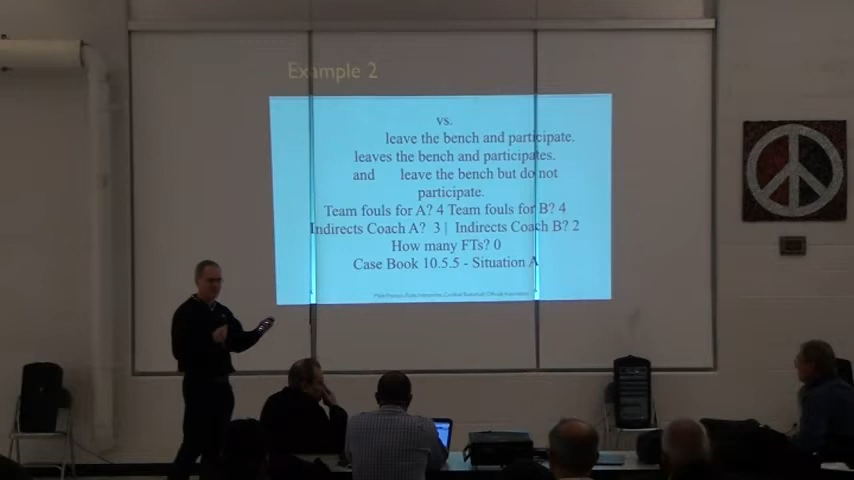 Example 2
vs.
leave the bench and participate.
leaves the bench and participates.
and leave the bench but do not
participate.
Team fouls for A? 4 Team fouls for B? 4
Indirects Coach A? 3 | Indirects Coach B? 2
How many FTs? 0
Case Book 10.5.5 - Situation A